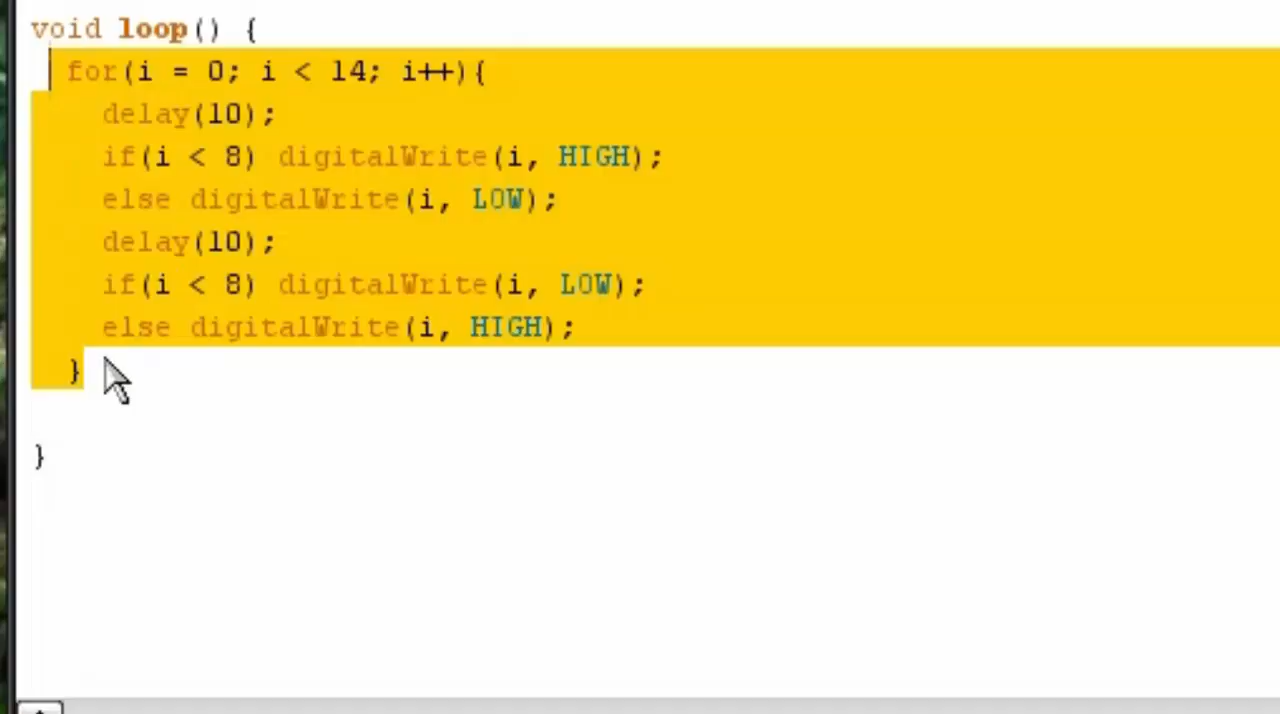 void loop() {
for(i = 0; i < 14; i++){
delay(10);
if(i < 8) digitalWrite(i, HIGH);
else digitalWrite(i, LOW);
delay(10);
if(i < 8) digitalWrite(i, LOW);
else digitalWrite(i, HIGH);
}
}